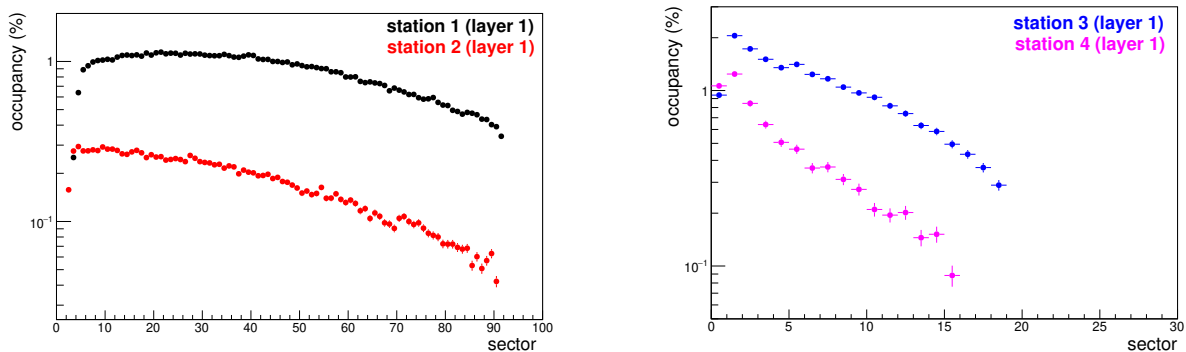 occupancy (%)
station 1 (layer 1)
station 2 (layer 1)
1
10⁻¹
0 10 20 30 40 50 60 70 80 90 100
sector
occupancy (%)
station 3 (layer 1)
station 4 (layer 1)
1
10⁻¹
0 5 10 15 20 25 30
sector